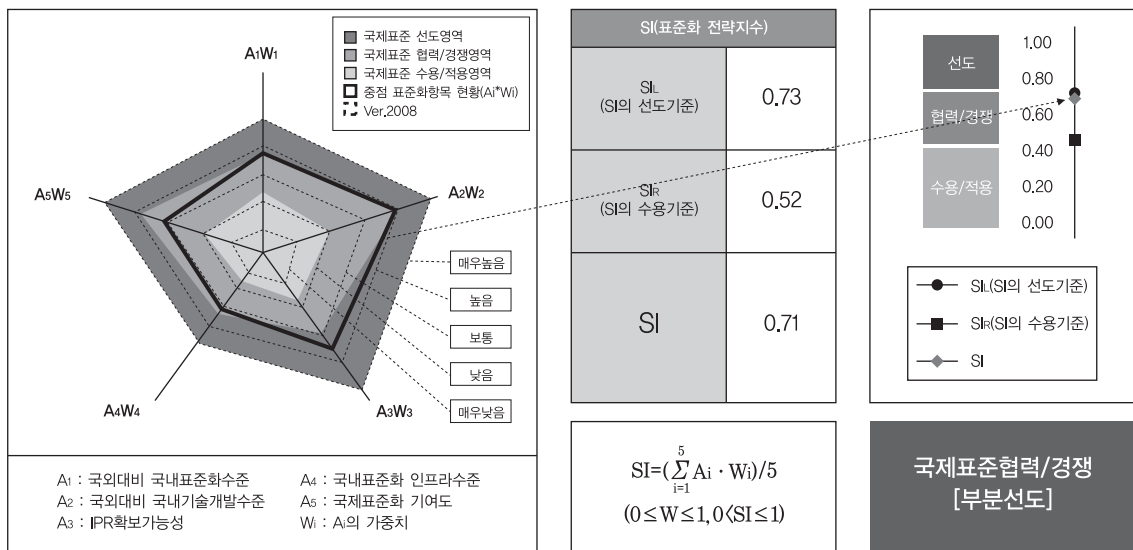 국제표준 선도영역
국제표준 협력/경쟁영역
국제표준 수용/적용영역
중점 표준화항목 현황(Ai*Wi)
Ver.2008
A1W1
A2W2
A3W3
A4W4
A5W5
매우높음
높음
보통
낮음
매우낮음
A1 : 국외대비 국내표준화수준
A2 : 국외대비 국내기술개발수준
A3 : IPR확보가능성
A4 : 국내표준화 인프라수준
A5 : 국제표준화 기여도
Wi : Ai의 가중치
SI(표준화 전략지수)
SIL
(SI의 선도기준)
0.73
SIR
(SI의 수용기준)
0.52
SI
0.71
SI=(5∑i=1 Ai · Wi)/5
(0≤W≤1, 0<SI≤1)
선도
협력/경쟁
수용/적용
1.00
0.80
0.60
0.40
0.20
0.00
SIL(SI의 선도기준)
SIR(SI의 수용기준)
SI
국제표준협력/경쟁
[부분선도]